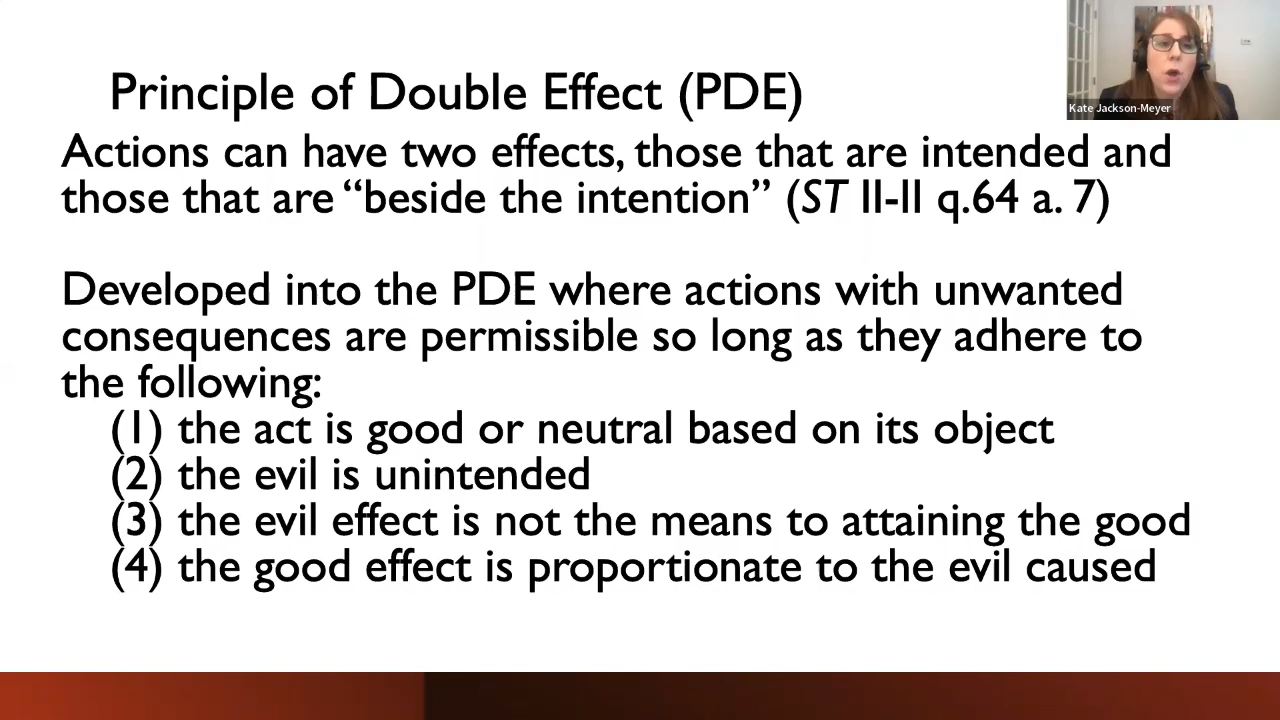 Principle of Double Effect (PDE)
Kate Jackson-Meyer
Actions can have two effects, those that are intended and
those that are “beside the intention” (ST II-II q.64 a. 7)
Developed into the PDE where actions with unwanted
consequences are permissible so long as they adhere to
the following:
(1) the act is good or neutral based on its object
(2) the evil is unintended
(3) the evil effect is not the means to attaining the good
(4) the good effect is proportionate to the evil caused